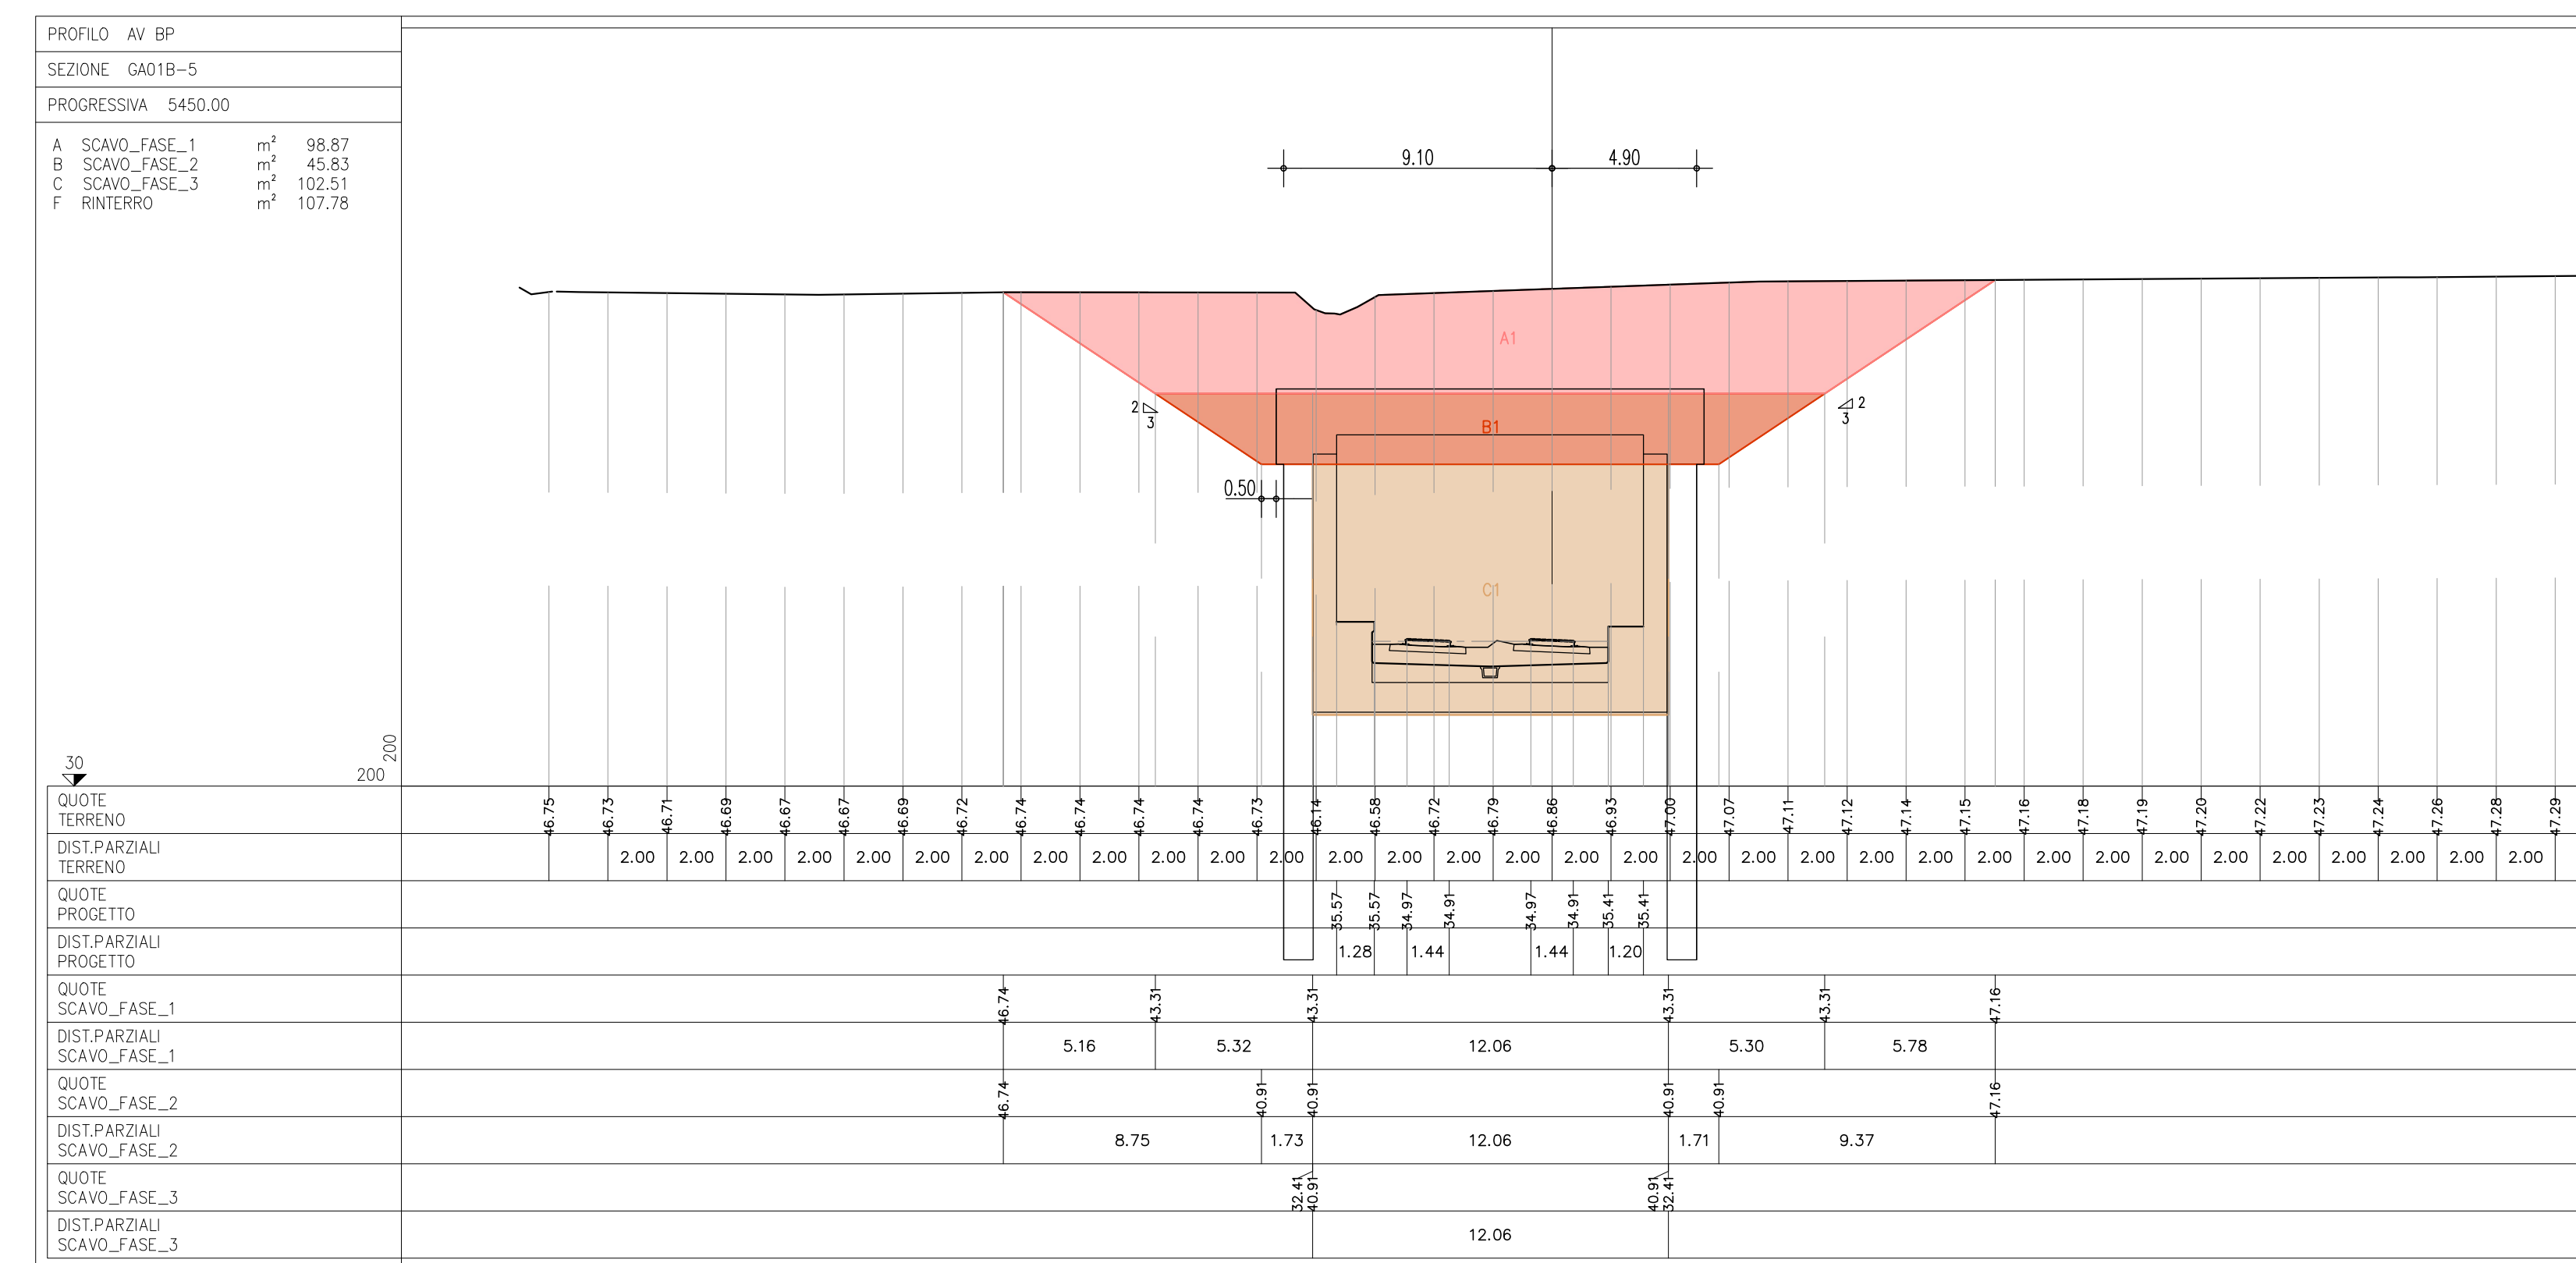 PROFILO AV BP
SEZIONE GA01B-5
PROGRESSIVA 5450.00
A SCAVO_FASE_1 m² 98.87
B SCAVO_FASE_2 m² 45.83
C SCAVO_FASE_3 m² 102.51
F RINTERRO m² 107.78
9.10 4.90
A1
2 3
2 3
B1
0.50
C1
200
30
200
QUOTE
TERRENO
46.75 46.73 46.71 46.69 46.67 46.67 46.69 46.72 46.74 46.74 46.74 46.74 46.73 46.14 46.58 46.72 46.79 46.86 46.93 47.00 47.07 47.11 47.12 47.14 47.15 47.16 47.18 47.19 47.20 47.22 47.23 47.24 47.26 47.28 47.29
DIST.PARZIALI
TERRENO
2.00 2.00 2.00 2.00 2.00 2.00 2.00 2.00 2.00 2.00 2.00 2.00 2.00 2.00 2.00 2.00 2.00 2.00 2.00 2.00 2.00 2.00 2.00 2.00 2.00 2.00 2.00 2.00 2.00 2.00 2.00 2.00 2.00
QUOTE
PROGETTO
35.57 35.57 34.97 34.91 34.97 34.91 35.41 35.41
DIST.PARZIALI
PROGETTO
1.28 1.44 1.44 1.20
QUOTE
SCAVO_FASE_1
46.74 43.31 43.31 43.31 43.31 47.16
DIST.PARZIALI
SCAVO_FASE_1
5.16 5.32 12.06 5.30 5.78
QUOTE
SCAVO_FASE_2
46.74 40.91 40.91 40.91 40.91 47.16
DIST.PARZIALI
SCAVO_FASE_2
8.75 1.73 12.06 1.71 9.37
QUOTE
SCAVO_FASE_3
32.41 40.91 40.91 32.41
DIST.PARZIALI
SCAVO_FASE_3
12.06